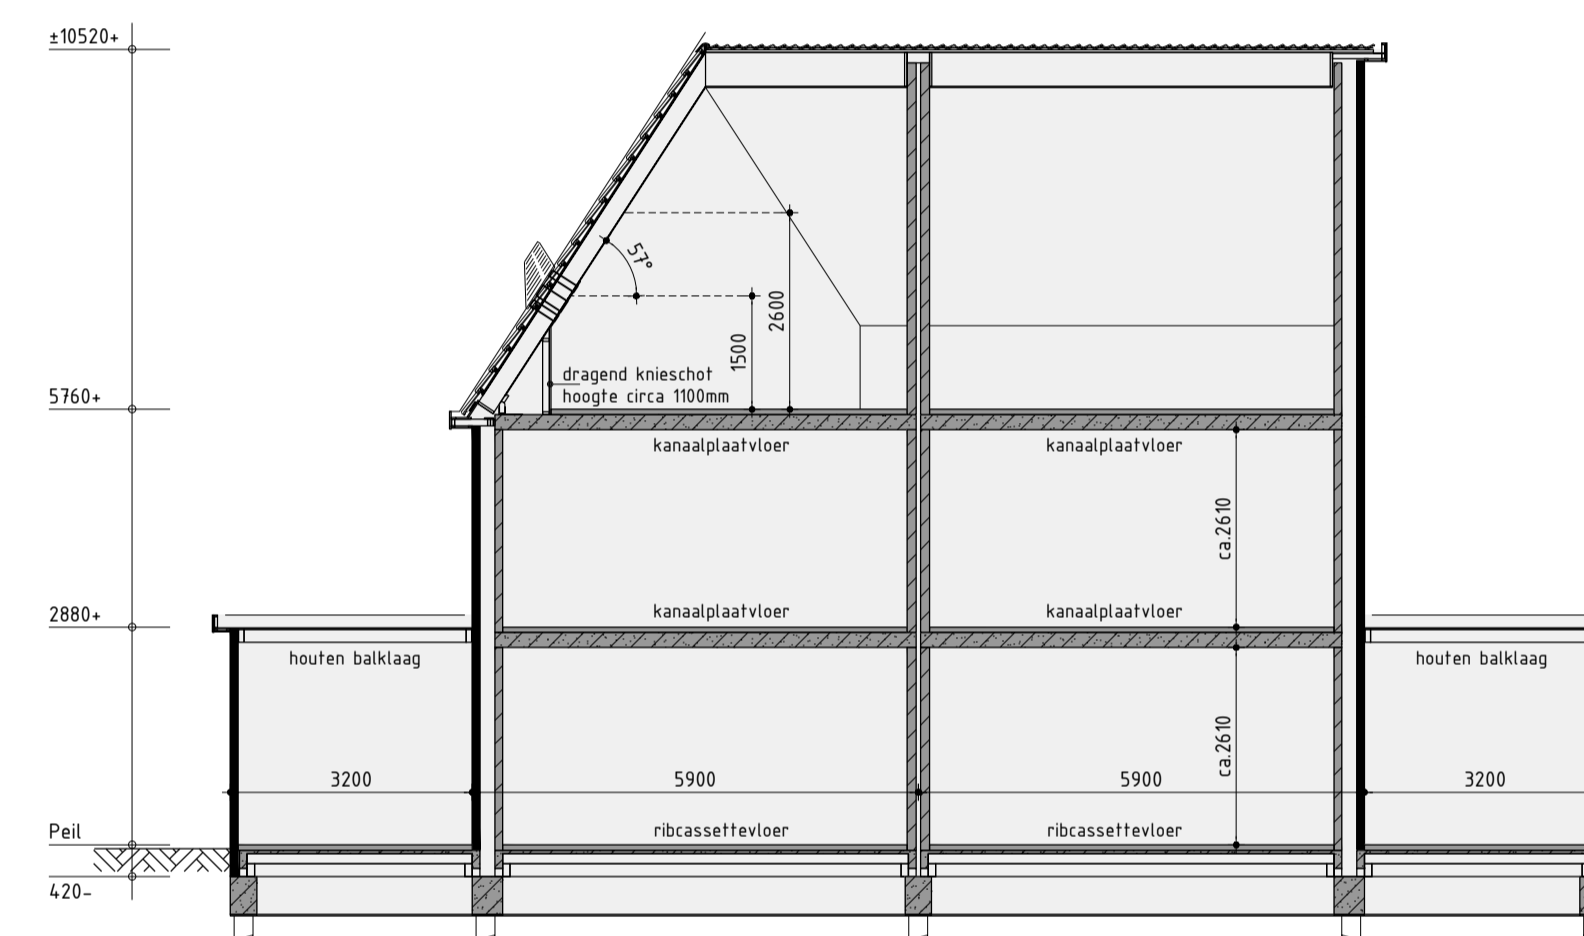 ±10520+
57°
2600
1500
dragend knieschot
hoogte circa 1100mm
5760+
kanaalplaatvloer
kanaalplaatvloer
ca.2610
kanaalplaatvloer
kanaalplaatvloer
2880+
houten balklaag
houten balklaag
ca.2610
3200
5900
5900
3200
Peil
ribcassettevloer
ribcassettevloer
420-